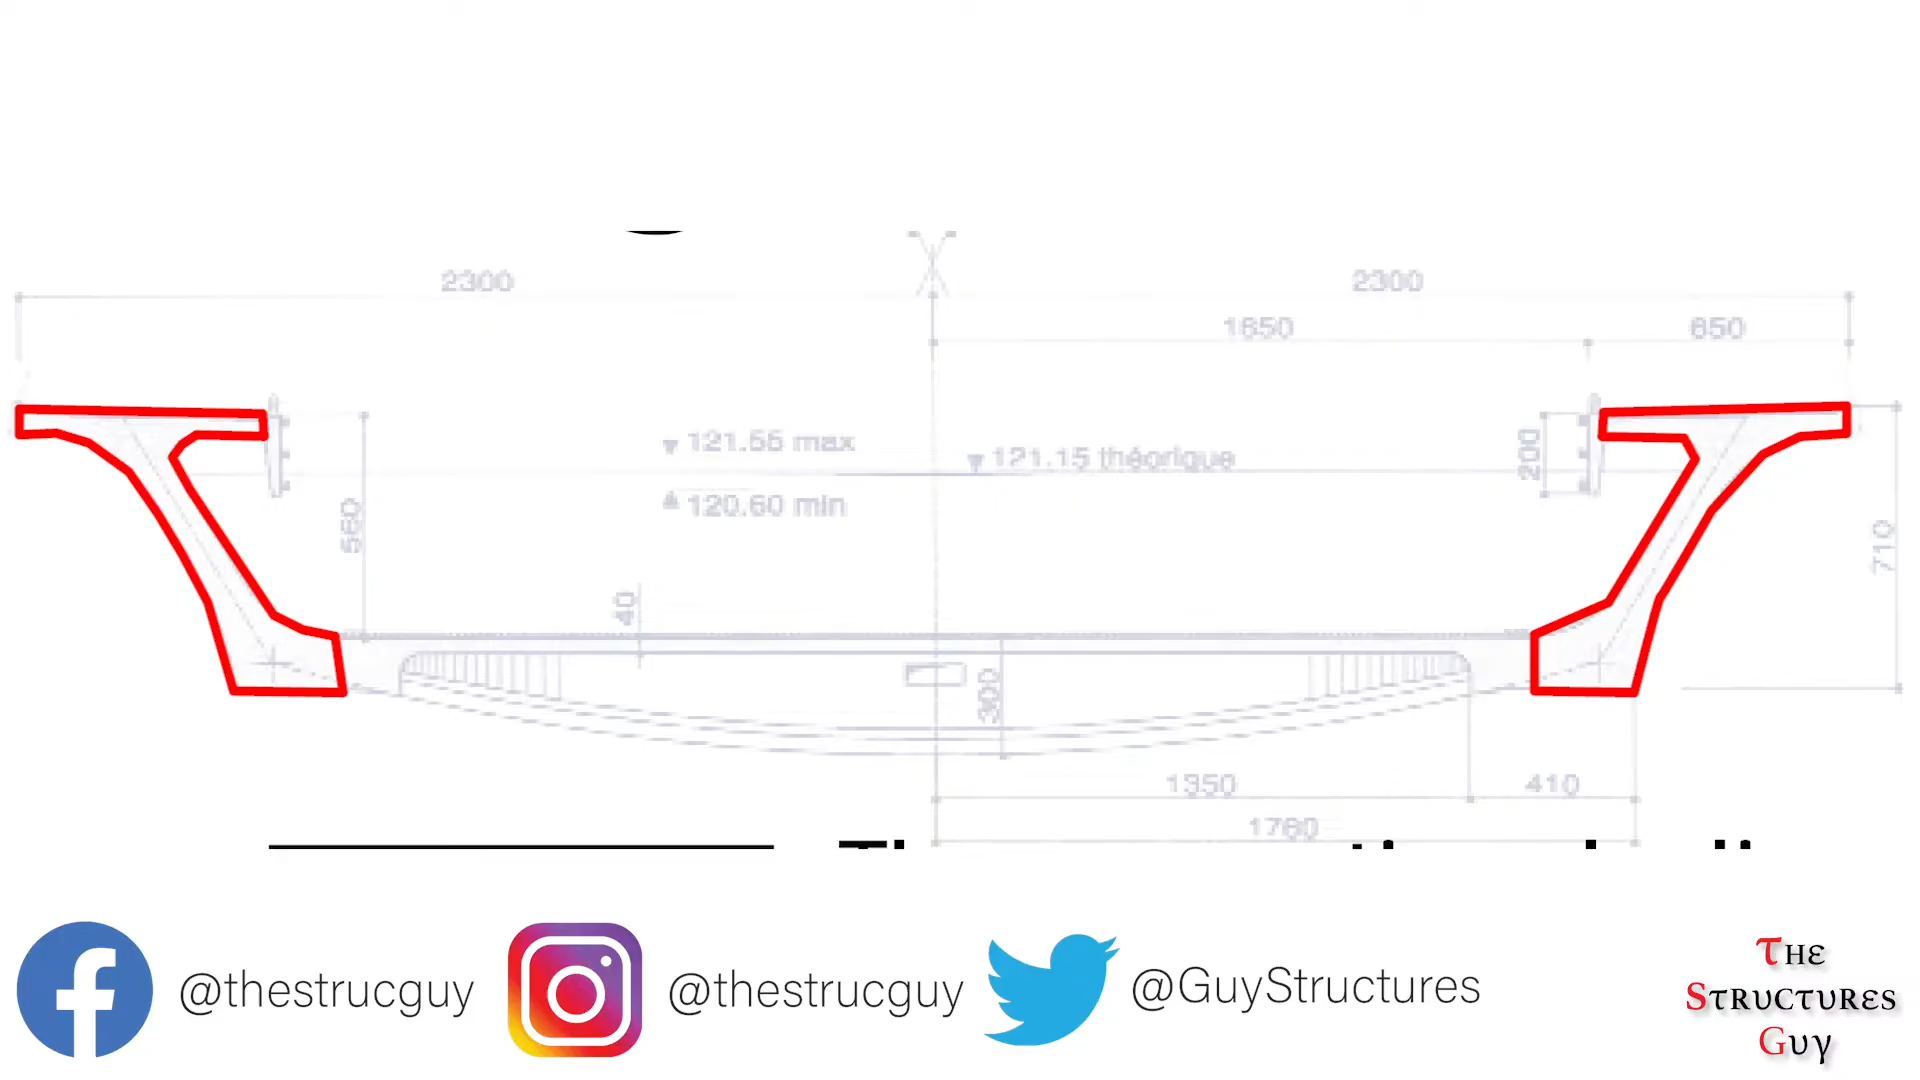 2300 2300
1650 650
121.55 max
121.15 théorique
200
120.60 min
560
710
40
300
1350 410
1760
@thestrucguy @thestrucguy @GuyStructures
The
Structures
Guy